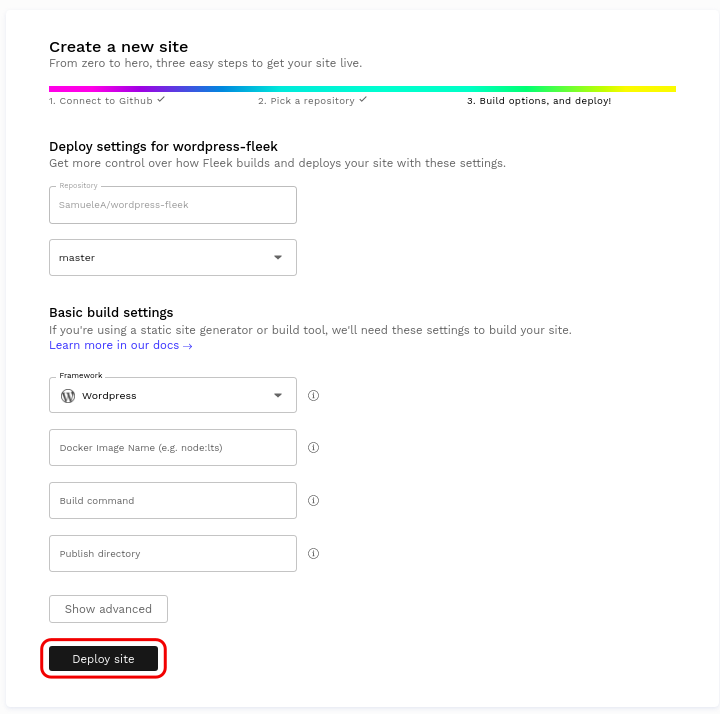 Create a new site
From zero to hero, three easy steps to get your site live.
1. Connect to Github
2. Pick a repository
3. Build options, and deploy!
Deploy settings for wordpress-fleek
Get more control over how Fleek builds and deploys your site with these settings.
Repository
SamueleA/wordpress-fleek
master
Basic build settings
If you're using a static site generator or build tool, we'll need these settings to build your site.
Learn more in our docs →
Framework
Wordpress
Docker Image Name (e.g. node:lts)
Build command
Publish directory
Show advanced
Deploy site